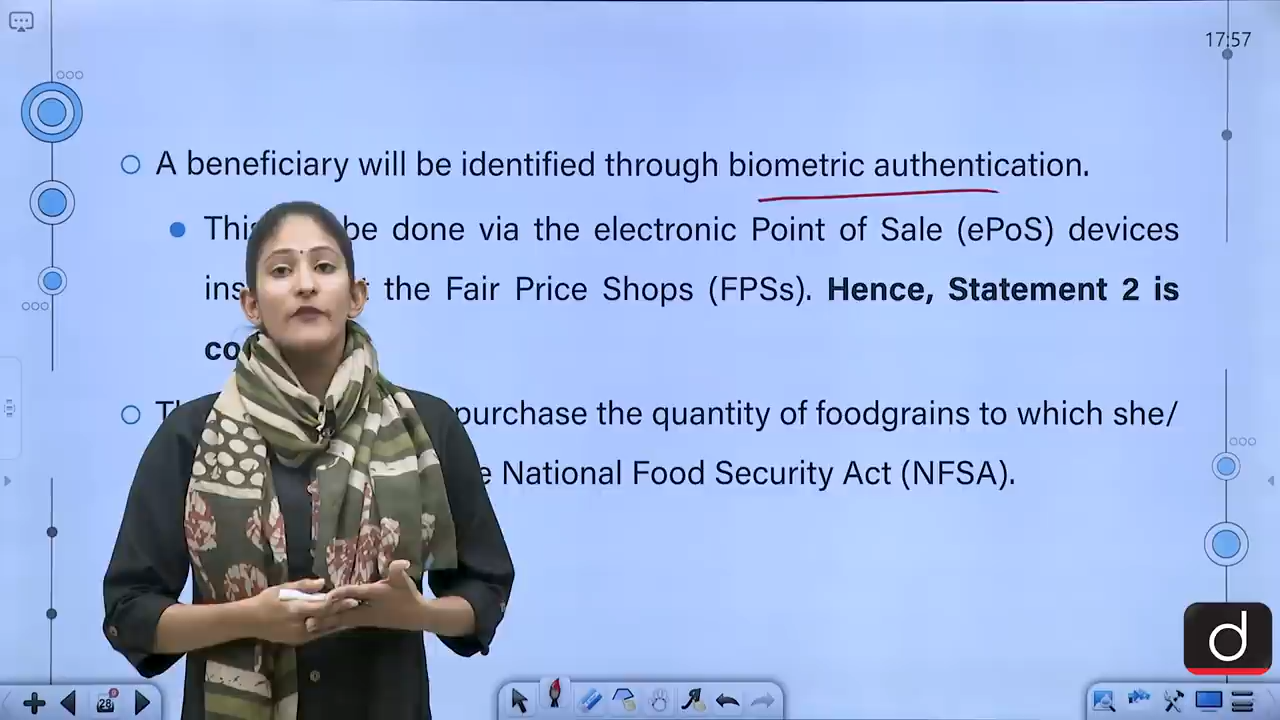 17:57
A beneficiary will be identified through biometric authentication.
be done via the electronic Point of Sale (ePoS) devices
the Fair Price Shops (FPSs). Hence, Statement 2 is
purchase the quantity of foodgrains to which she/
National Food Security Act (NFSA).
d
28